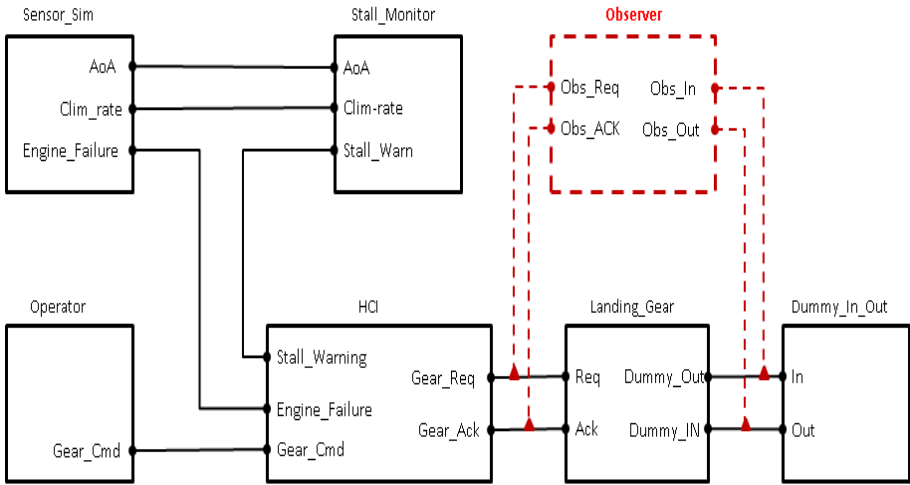 Sensor_Sim
Stall_Monitor
Observer
AoA
Clim_rate
Engine_Failure
AoA
Clim-rate
Stall_Warn
Obs_Req
Obs_In
Obs_ACK
Obs_Out
Operator
HCI
Landing_Gear
Dummy_In_Out
Gear_Cmd
Stall_Warning
Engine_Failure
Gear_Cmd
Gear_Req
Gear_Ack
Req
Ack
Dummy_Out
Dummy_IN
In
Out